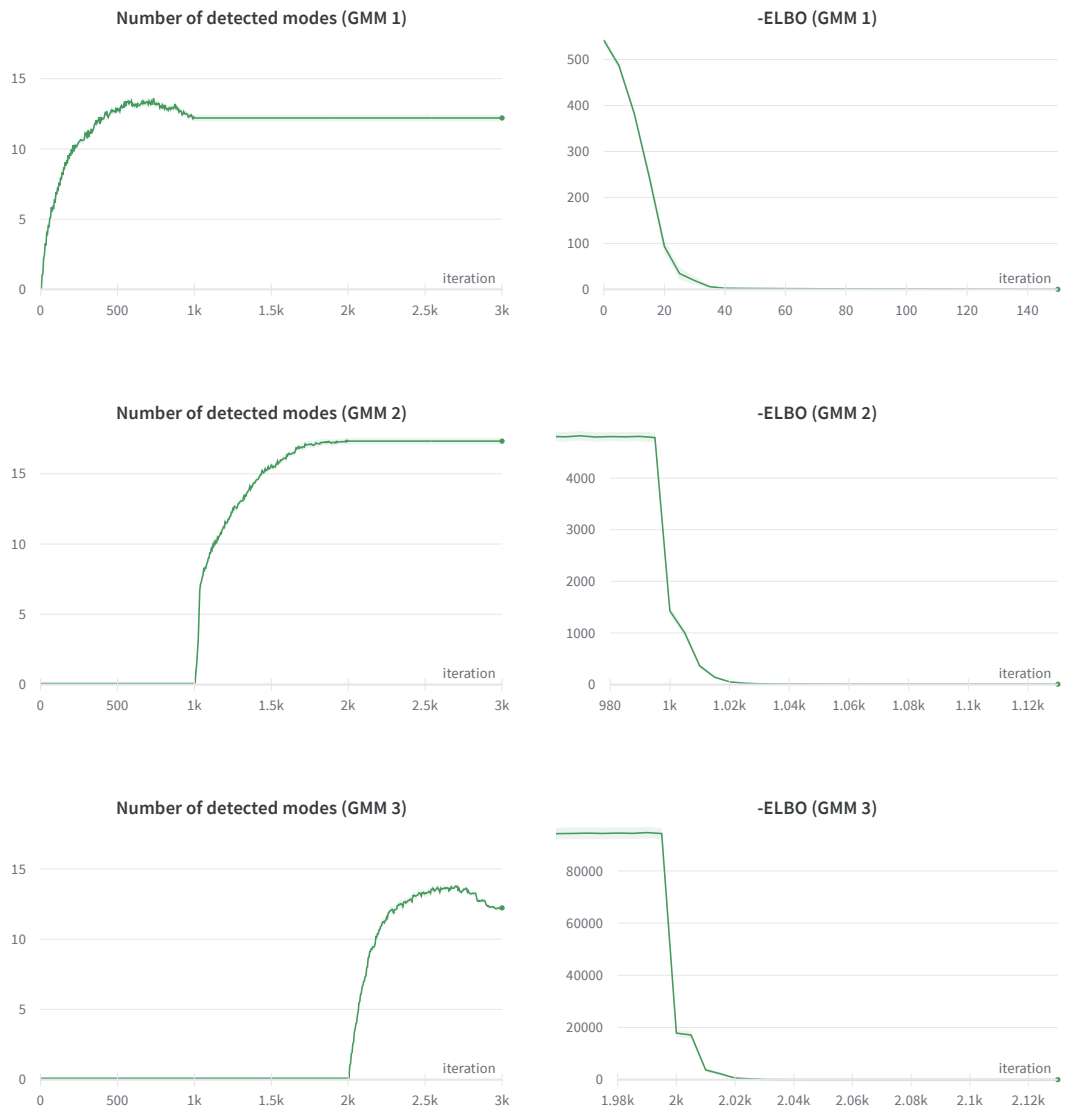 Number of detected modes (GMM 1)
15
10
5
0
iteration
0 500 1k 1.5k 2k 2.5k 3k
-ELBO (GMM 1)
500
400
300
200
100
0
iteration
0 20 40 60 80 100 120 140
Number of detected modes (GMM 2)
15
10
5
0
iteration
0 500 1k 1.5k 2k 2.5k 3k
-ELBO (GMM 2)
4000
3000
2000
1000
0
iteration
980 1k 1.02k 1.04k 1.06k 1.08k 1.1k 1.12k
Number of detected modes (GMM 3)
15
10
5
0
iteration
0 500 1k 1.5k 2k 2.5k 3k
-ELBO (GMM 3)
80000
60000
40000
20000
0
iteration
1.98k 2k 2.02k 2.04k 2.06k 2.08k 2.1k 2.12k